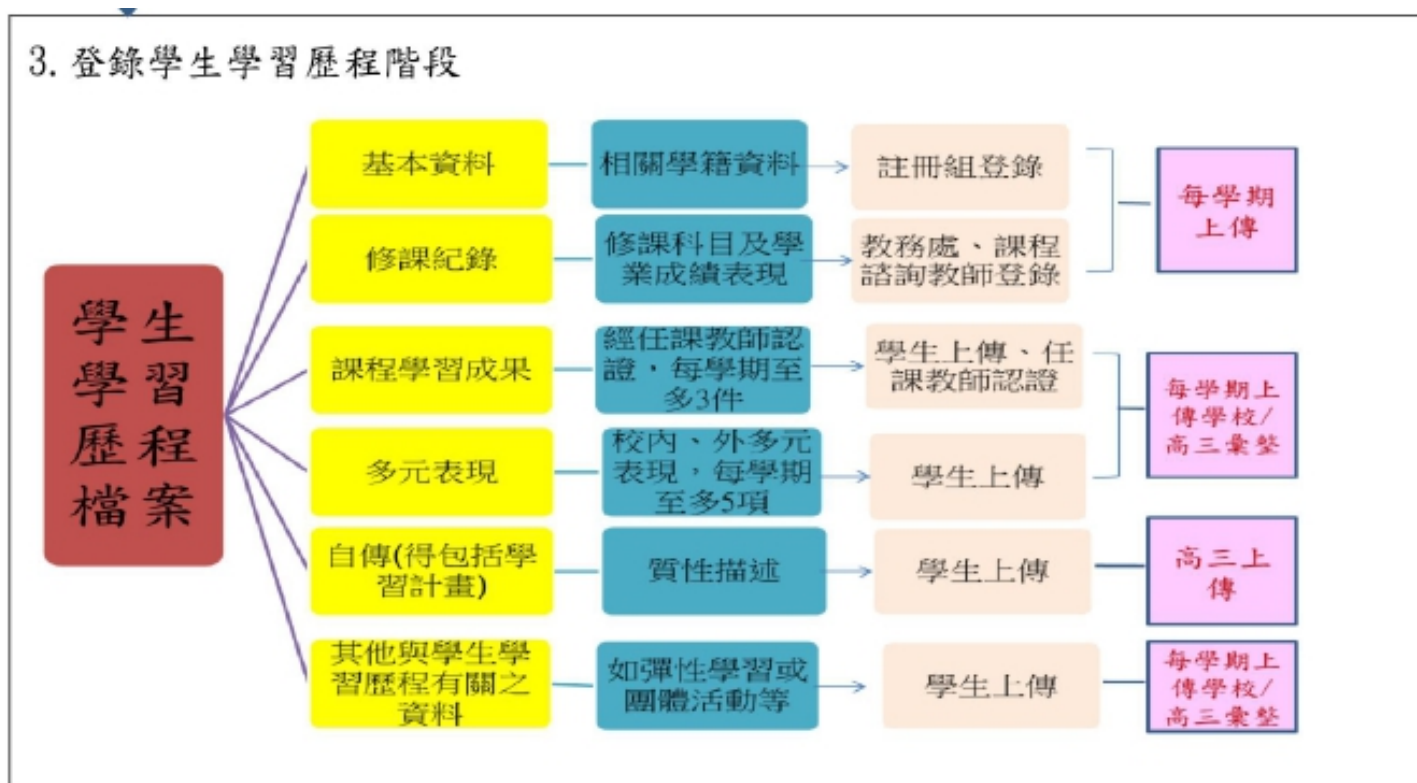 3. 登錄學生學習歷程階段
學生
學習
歷程
檔案
基本資料
相關學籍資料
註冊組登錄
每學期
上傳
修課紀錄
修課科目及學
業成績表現
教務處、課程
諮詢教師登錄
課程學習成果
經任課教師認
證，每學期至
多3件
學生上傳、任
課教師認證
每學期上
傳學校/
高三彙整
多元表現
校內、外多元
表現，每學期
至多5項
學生上傳
自傳(得包括學
習計畫)
質性描述
學生上傳
高三上
傳
其他與學生學
習歷程有關之
資料
如彈性學習或
團體活動等
學生上傳
每學期上
傳學校/
高三彙整